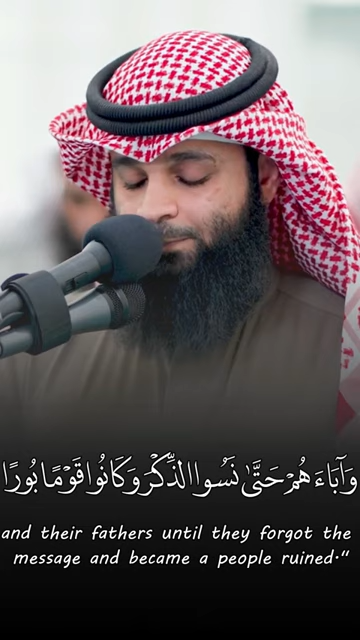 وَآبَاءَهُمْ حَتَّىٰ نَسُوا الذِّكْرَ وَكَانُوا قَوْمًا بُورًا
and their fathers until they forgot the
message and became a people ruined."